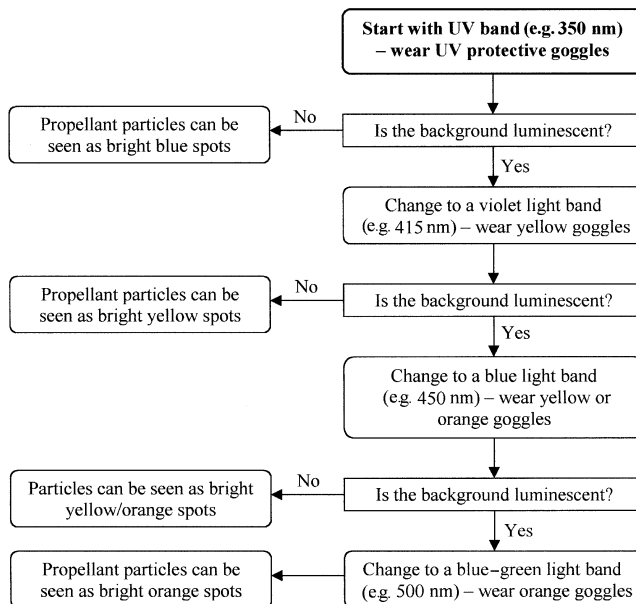 Start with UV band (e.g. 350 nm)
– wear UV protective goggles
No
Propellant particles can be
seen as bright blue spots
Is the background luminescent?
Yes
Change to a violet light band
(e.g. 415 nm) – wear yellow goggles
No
Propellant particles can be
seen as bright yellow spots
Is the background luminescent?
Yes
Change to a blue light band
(e.g. 450 nm) – wear yellow or
orange goggles
No
Particles can be seen as bright
yellow/orange spots
Is the background luminescent?
Yes
Propellant particles can be
seen as bright orange spots
Change to a blue–green light band
(e.g. 500 nm) – wear orange goggles